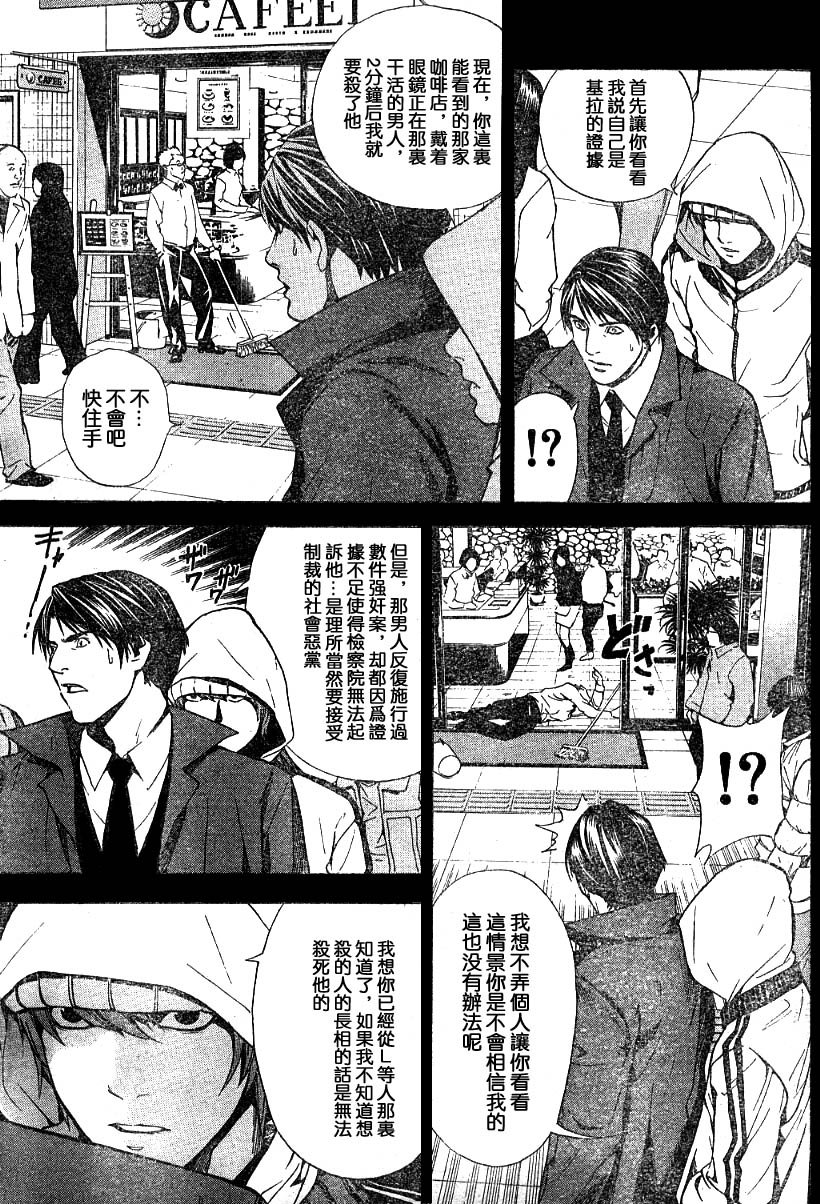 首先讓你看看
我説自己是
基拉的證據
!?
CAFEE
CAFEE
現在，你這裏
能看到的那家
咖啡店，戴着
眼鏡正在那裏
干活的男人，
2分鐘后我就
要殺了他
不…
不會吧
快住手
どさっ
!?
我想不弄個人讓你看看
這情景你是不會相信我的
這也没有辦法呢
ザワ
ザワ
キッ
但是，那男人反復施行過
數件强奸案，却都因爲證
據不足使得檢察院無法起
訴他…是理所當然要接受
制裁的社會惡黨
我想你已經從L等人那裏
知道了，如果我不知道想
殺的人的長相的話是無法
殺死他的